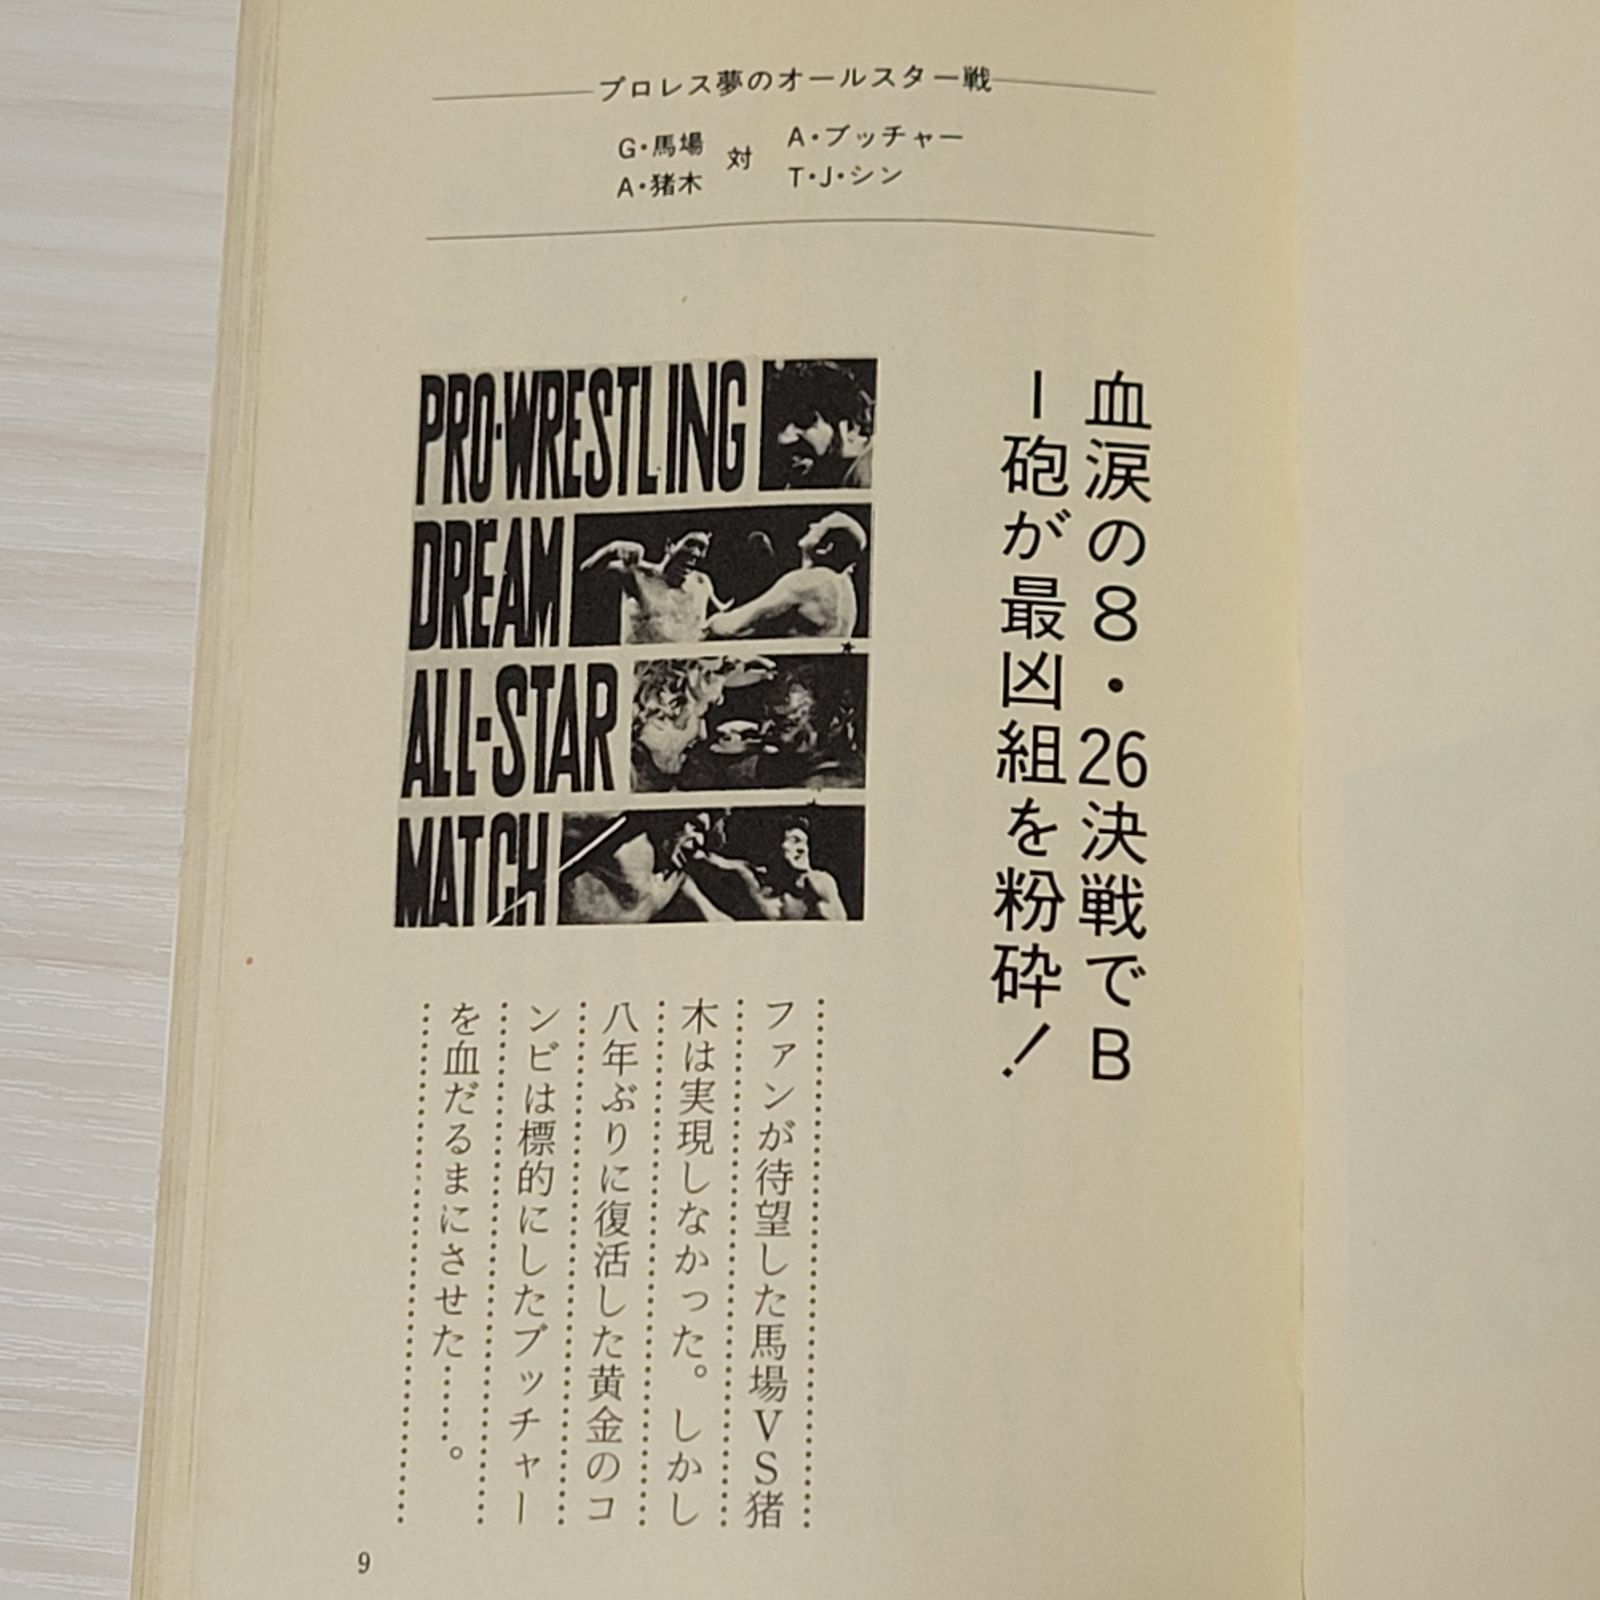 プロレス夢のオールスター戦
G・馬場
A・猪木
対
A・ブッチャー
T・J・シン
血涙の8・26決戦でB
I砲が最凶組を粉砕！
PRO-WRESTLING
DREAM
ALL-STAR
MATCH
ファンが待望した馬場VS猪
木は実現しなかった。しかし
八年ぶりに復活した黄金のコ
ンビは標的にしたブッチャー
を血だるまにさせた……。
9